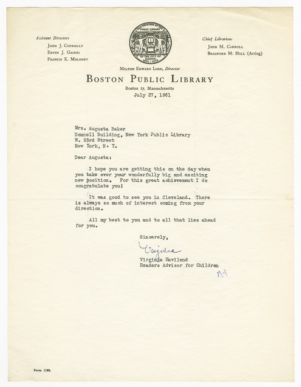 Assistant Directors
John J. Connolly
Edwin J. Gaines
Francis X. Moloney
Chief Librarians
John M. Carroll
Bradford M. Hill (Acting)
Milton Edward Lord, Director
Boston Public Library
Boston 17, Massachusetts
July 27, 1961
Mrs. Augusta Baker
Donnell Building, New York Public Library
W. 53rd Street
New York, N. Y.
Dear Augusta:
I hope you are getting this on the day when
you take over your wonderfully big and exciting
new position. For this great achievement I do
congratulate you!
It was good to see you in Cleveland. There
is always so much of interest coming from your
direction.
All my best to you and to all that lies ahead
for you.
Sincerely,
Virginia
Virginia Haviland
Readers Advisor for Children